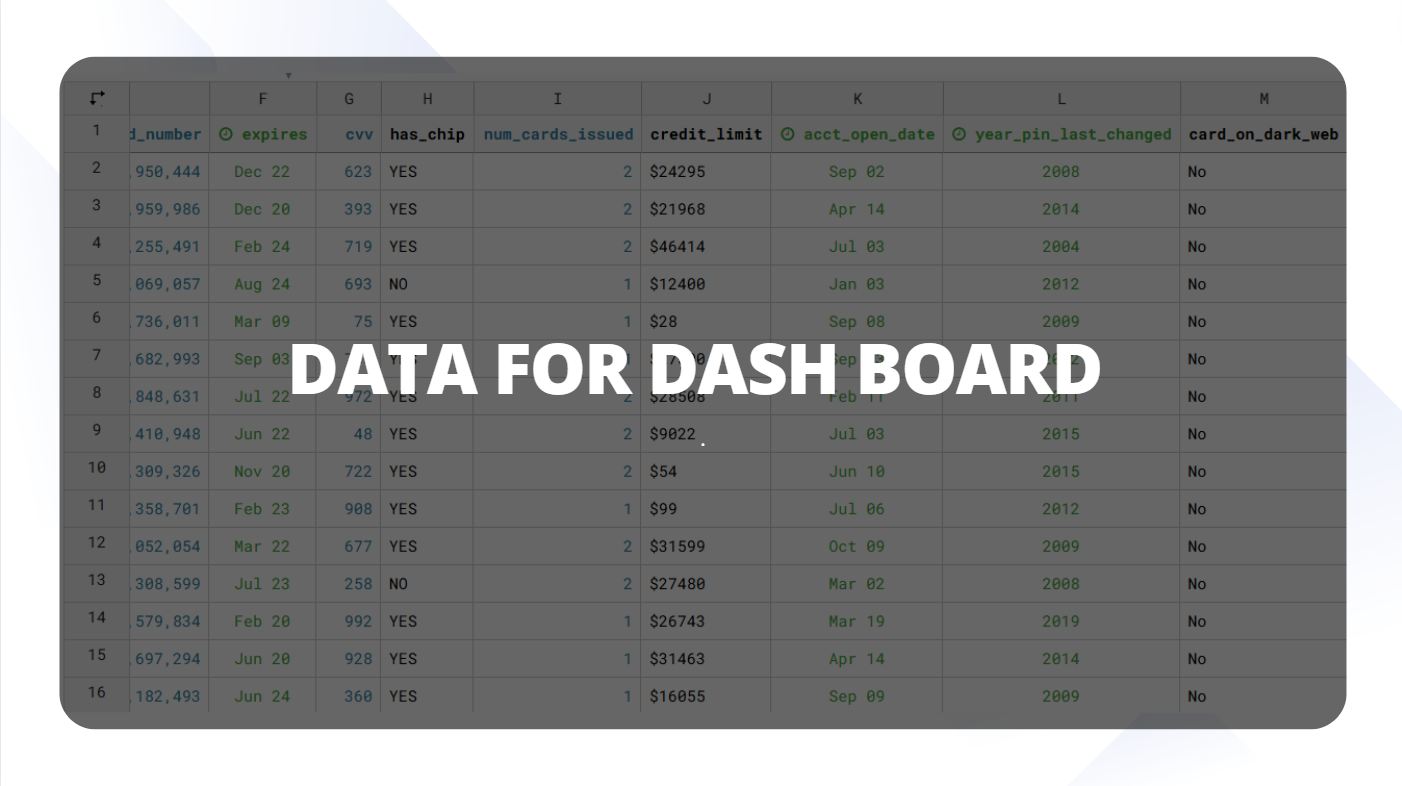 F G H I J K L M
1 d_number expires cvv has_chip num_cards_issued credit_limit acct_open_date year_pin_last_changed card_on_dark_web
2 ,950,444 Dec 22 623 YES 2 $24295 Sep 02 2008 No
3 ,959,986 Dec 20 393 YES 2 $21968 Apr 14 2014 No
4 ,255,491 Feb 24 719 YES 2 $46414 Jul 03 2004 No
5 ,069,057 Aug 24 693 NO 1 $12400 Jan 03 2012 No
6 ,736,011 Mar 09 75 YES 1 $28 Sep 08 2009 No
7 ,682,993 Sep 03 No
DATA FOR DASH BOARD
8 ,848,631 Jul 22 972 YES 2 $28508 Feb 11 2011 No
9 ,410,948 Jun 22 48 YES 2 $9022 Jul 03 2015 No
.
10 ,309,326 Nov 20 722 YES 2 $54 Jun 10 2015 No
11 ,358,701 Feb 23 908 YES 1 $99 Jul 06 2012 No
12 ,052,054 Mar 22 677 YES 2 $31599 Oct 09 2009 No
13 ,308,599 Jul 23 258 NO 2 $27480 Mar 02 2008 No
14 ,579,834 Feb 20 992 YES 1 $26743 Mar 19 2019 No
15 ,697,294 Jun 20 928 YES 1 $31463 Apr 14 2014 No
16 ,182,493 Jun 24 360 YES 1 $16055 Sep 09 2009 No